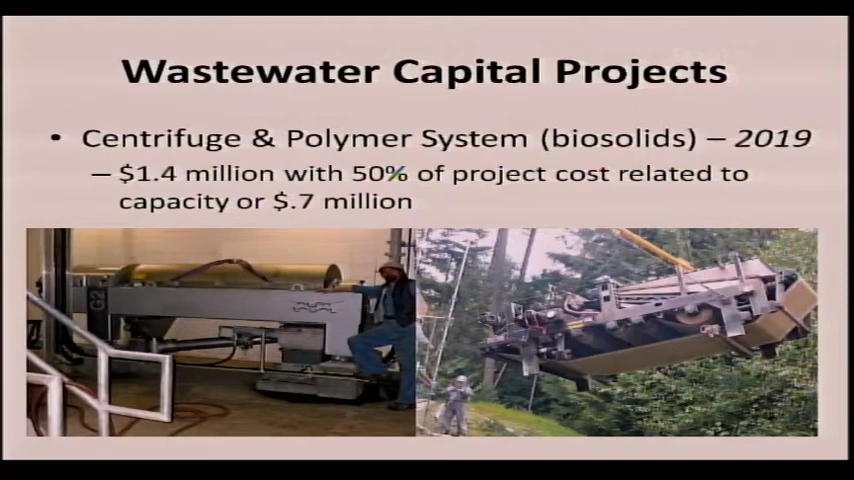 Wastewater Capital Projects
• Centrifuge & Polymer System (biosolids) – 2019
– $1.4 million with 50% of project cost related to
capacity or $.7 million